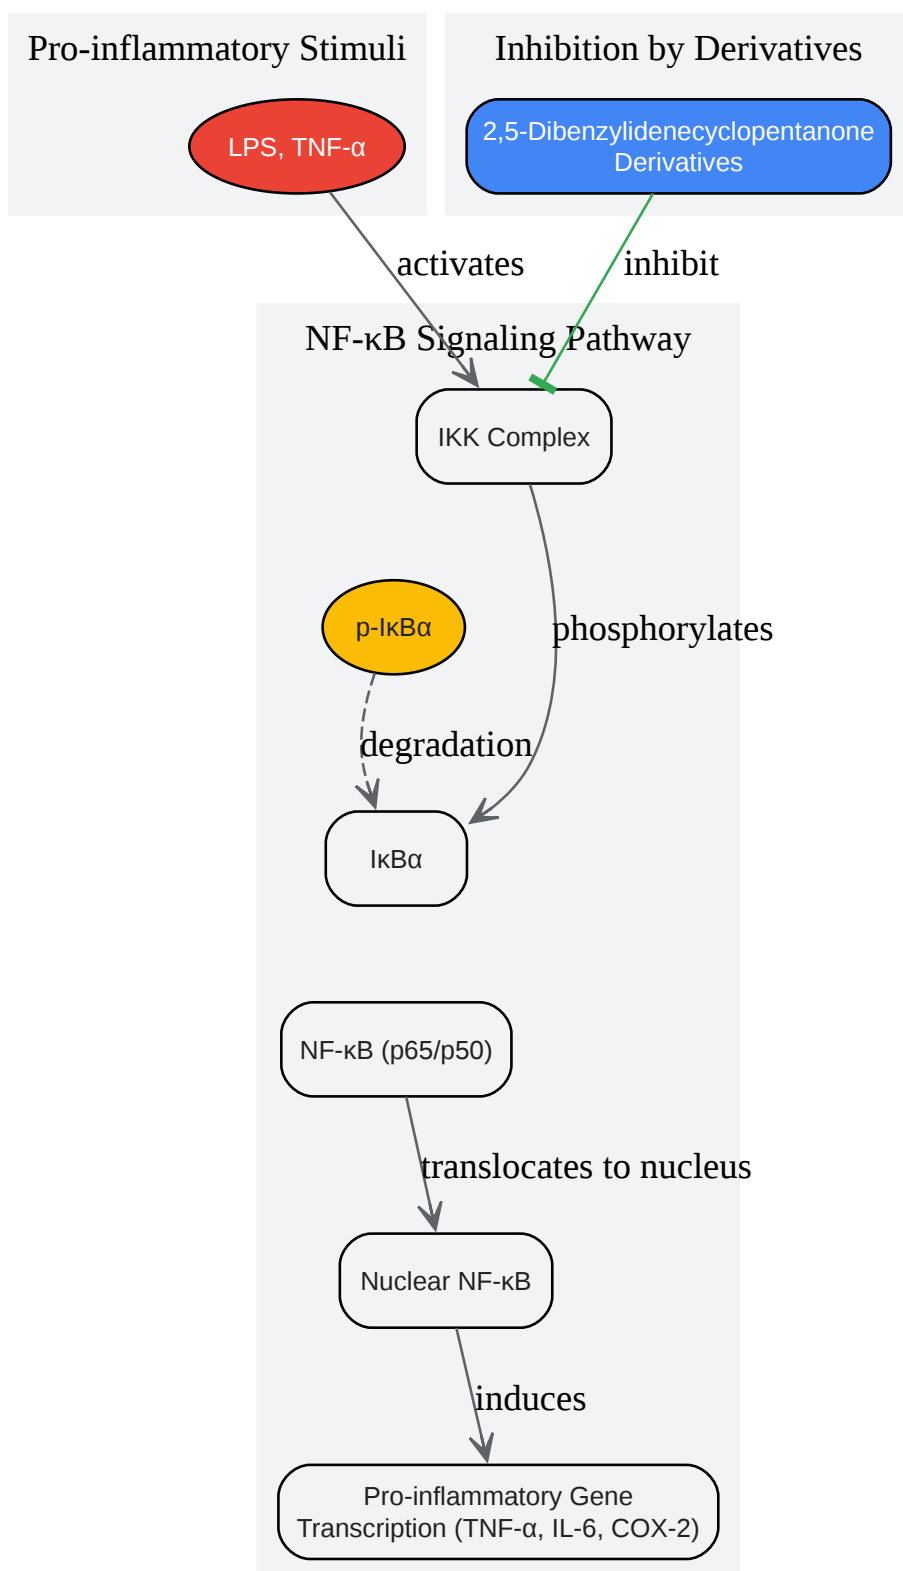 Pro-inflammatory Stimuli
Inhibition by Derivatives
LPS, TNF-α
2,5-Dibenzylidenecyclopentanone
Derivatives
activates
inhibit
NF-κB Signaling Pathway
IKK Complex
p-IκBα
phosphorylates
degradation
IκBα
NF-κB (p65/p50)
translocates to nucleus
Nuclear NF-κB
induces
Pro-inflammatory Gene
Transcription (TNF-α, IL-6, COX-2)